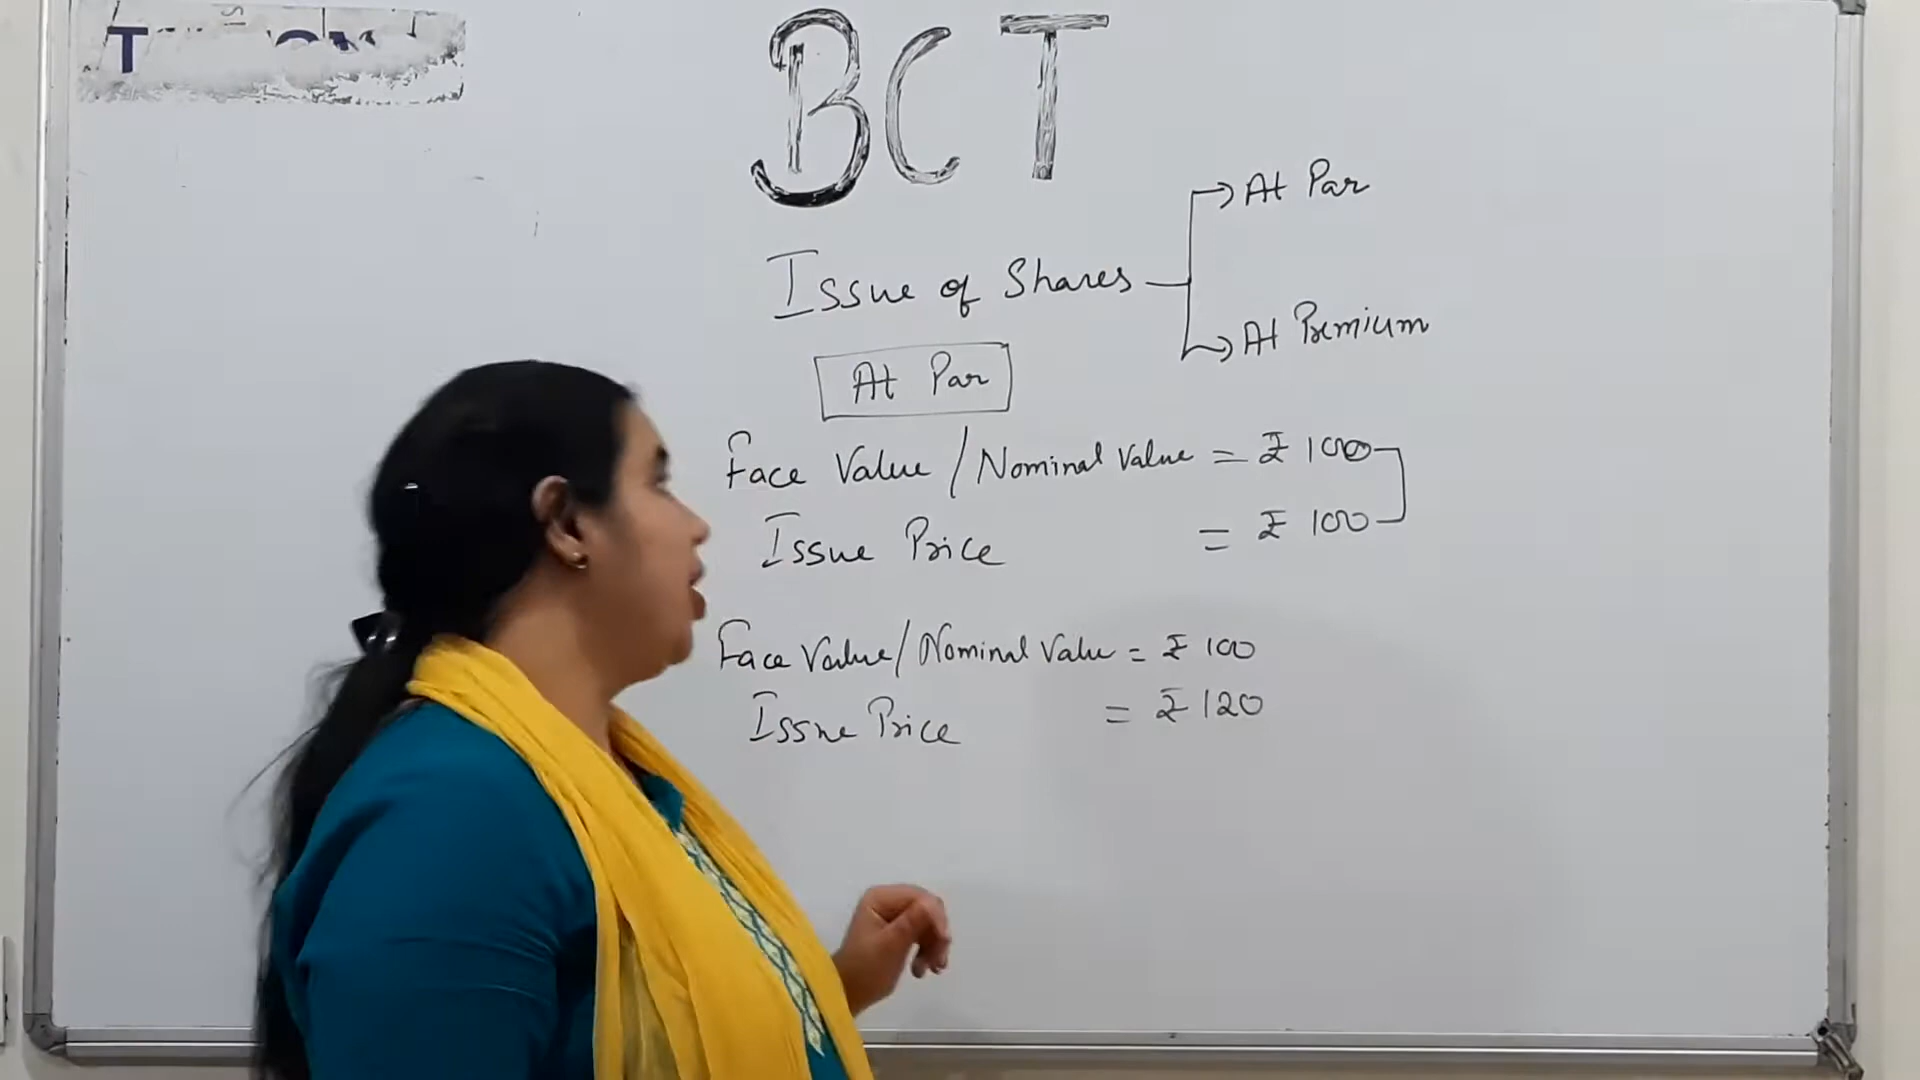 BCT
Issue of Shares
At Par
At Premium
At Par
Face Value / Nominal Value = ₹ 100
Issue Price = ₹ 100
Face Value / Nominal Value = ₹ 100
Issue Price = ₹ 120